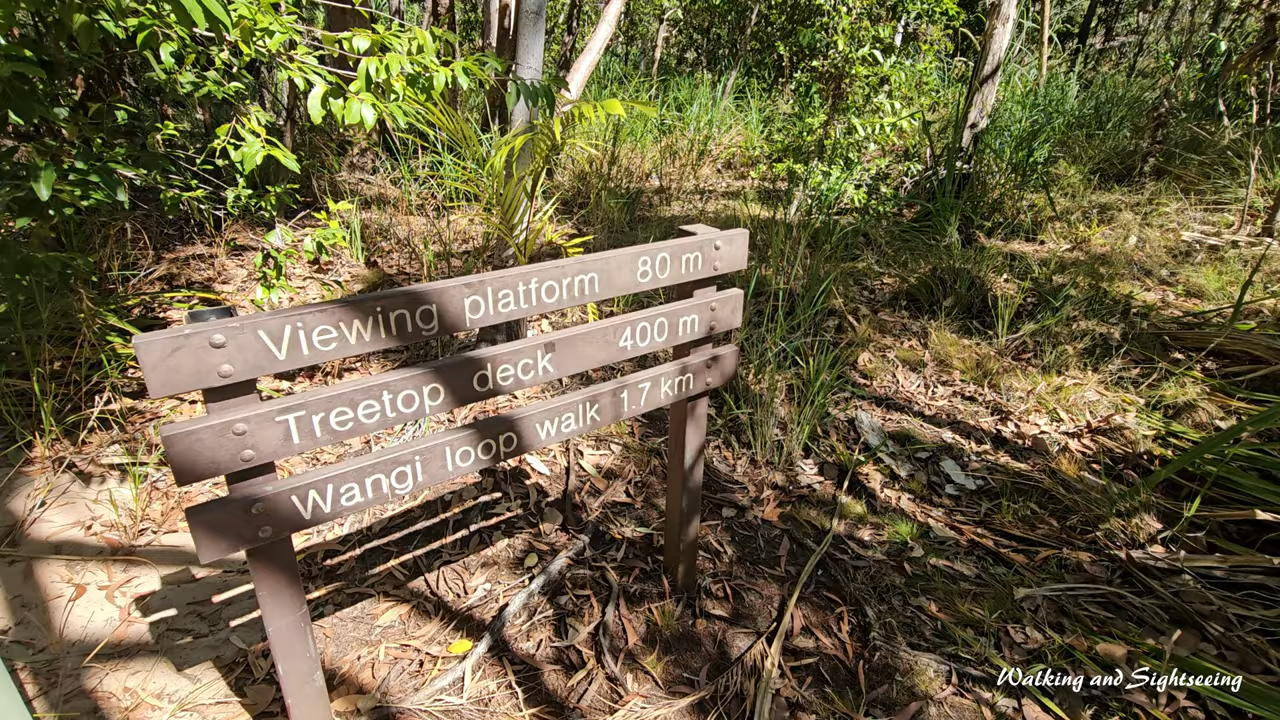 Viewing platform 80 m
Treetop deck 400 m
Wangi loop walk 1.7 km
Walking and Sightseeing